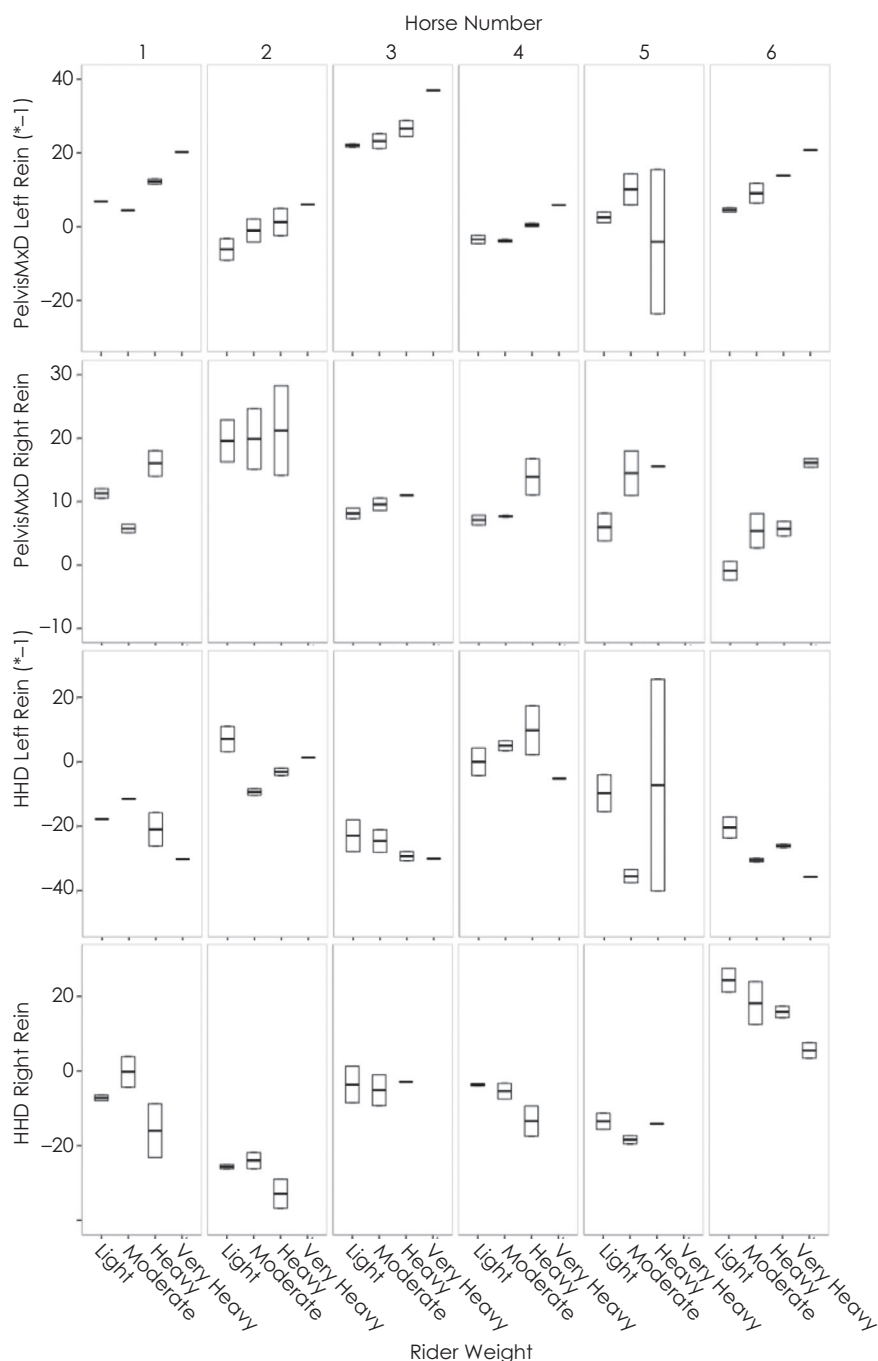 Horse Number
1 2 3 4 5 6
PelvisMxD Left Rein (*–1)
40
20
0
–20
PelvisMxD Right Rein
30
20
10
0
–10
HHD Left Rein (*–1)
20
0
–20
–40
HHD Right Rein
20
0
–20
Light Moderate Heavy Very Heavy Light Moderate Heavy Very Heavy Light Moderate Heavy Very Heavy Light Moderate Heavy Very Heavy Light Moderate Heavy Very Heavy Light Moderate Heavy Very Heavy
Rider Weight